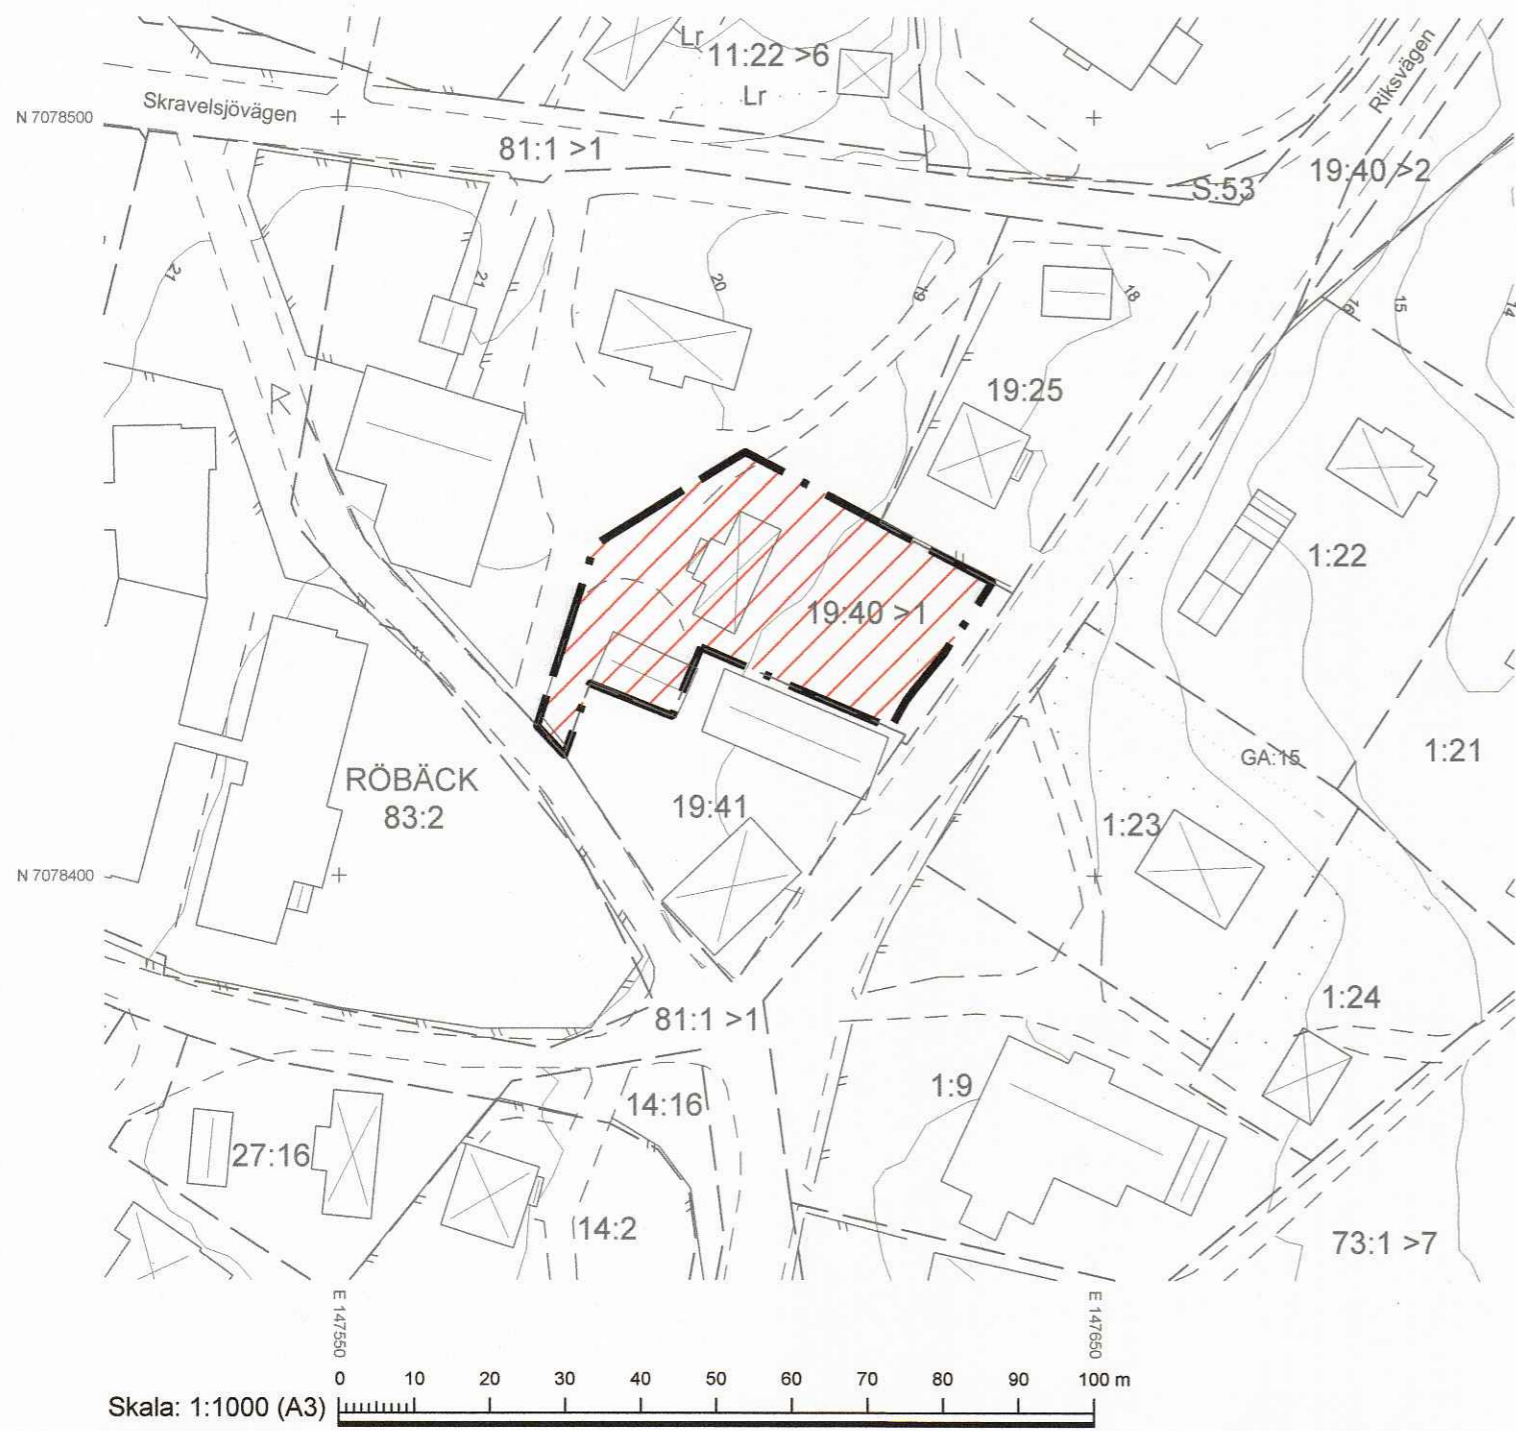 Lr
11:22 >6
Riksvägen
Lr
Skravelsjövägen
N 7078500
81:1 >1
19:40 >2
S:53
21
21
20
19
18
16
15
14
R
19:25
1:22
19:40 >1
GA:15
1:21
RÖBÄCK
83:2
19:41
1:23
N 7078400
1:24
81:1 >1
1:9
14:16
27:16
14:2
73:1 >7
E 147550
E 147650
0 10 20 30 40 50 60 70 80 90 100 m
Skala: 1:1000 (A3)